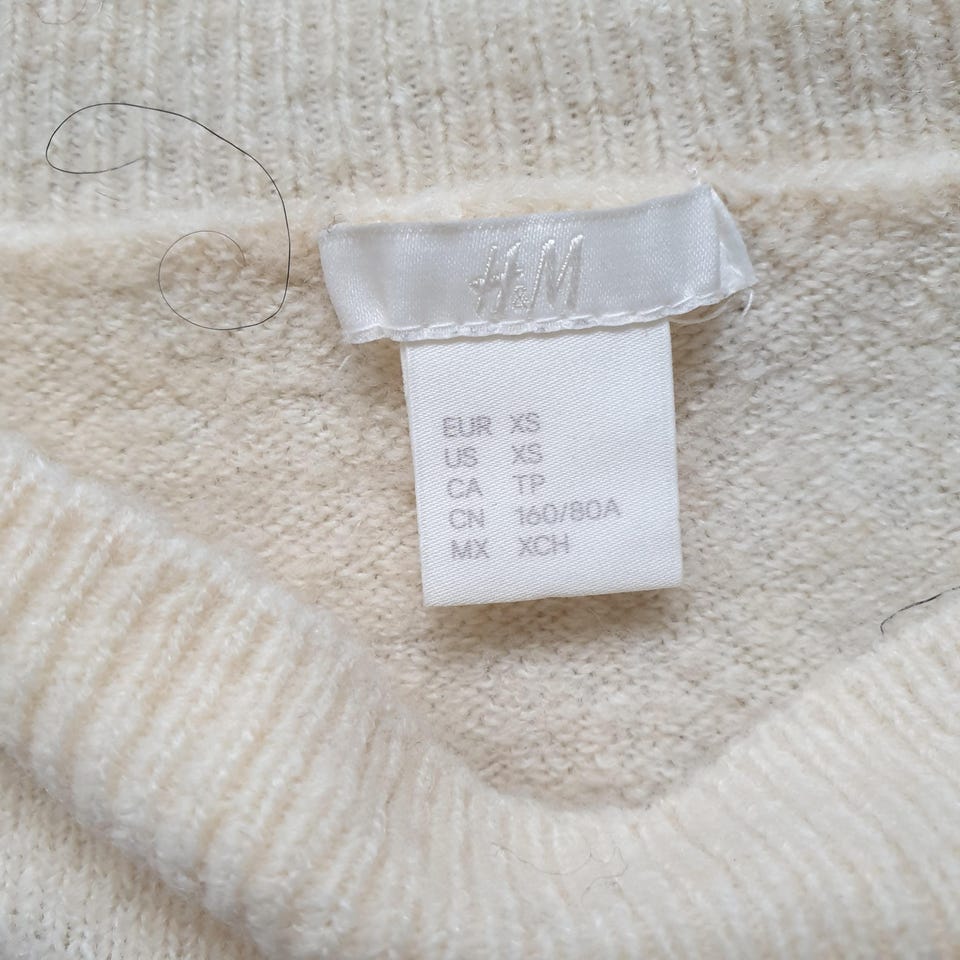 H&M
EUR XS
US XS
CA TP
CN 160/80A
MX XCH